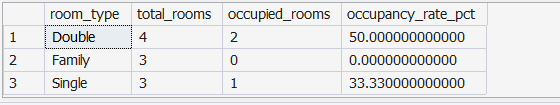 room_type total_rooms occupied_rooms occupancy_rate_pct
1 Double 4 2 50.000000000000
2 Family 3 0 0.000000000000
3 Single 3 1 33.330000000000